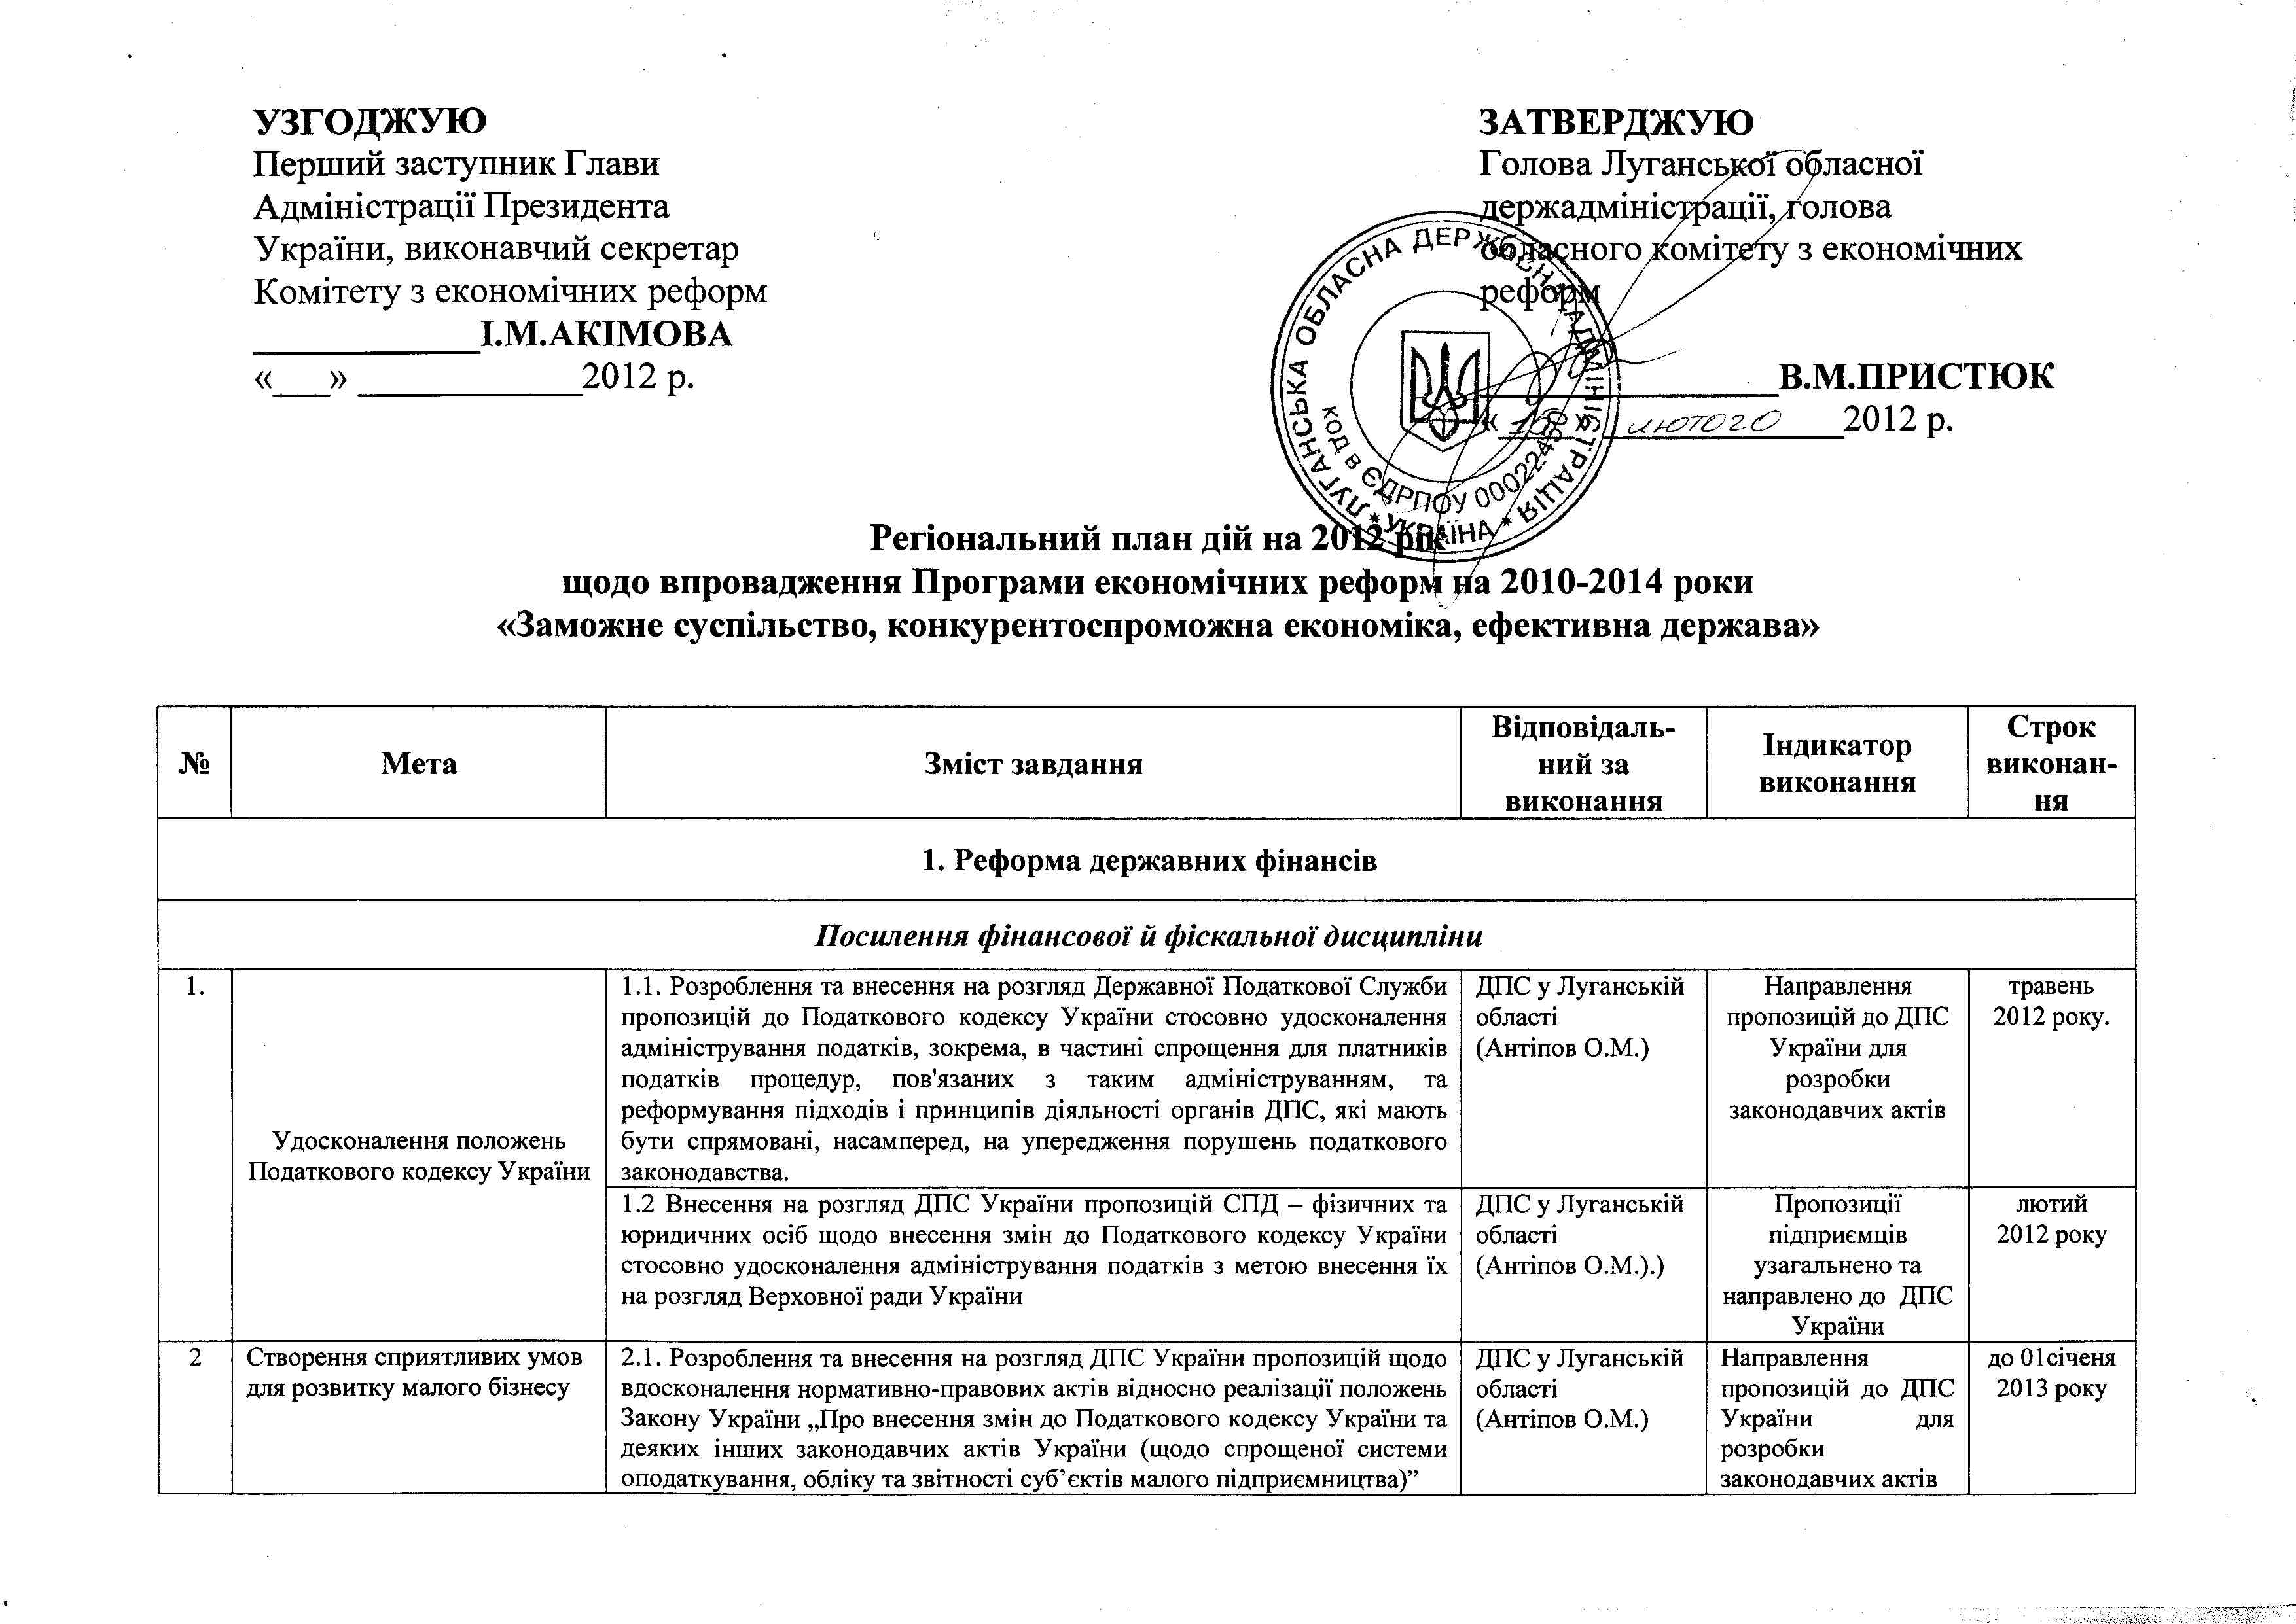 УЗГОДЖУЮ
Перший заступник Глави
Адміністрації Президента
України, виконавчий секретар
Комітету з економічних реформ
____________І.М.АКІМОВА
«___» ____________2012 р.
ЗАТВЕРДЖУЮ
Голова Луганської обласної
держадміністрації, голова
обласного комітету з економічних
реформ
________________В.М.ПРИСТЮК
« » лютого 2012 р.
ЛУГАНСЬКА ОБЛАСНА ДЕРЖАВНА АДМІНІСТРАЦІЯ
* УКРАЇНА *
КОД В ЄДРПОУ 00022450
Регіональний план дій на 2012 рік
щодо впровадження Програми економічних реформ на 2010-2014 роки
«Заможне суспільство, конкурентоспроможна економіка, ефективна держава»
№
Мета
Зміст завдання
Відповідаль-
ний за
виконання
Індикатор
виконання
Строк
виконан-
ня
1. Реформа державних фінансів
Посилення фінансової й фіскальної дисципліни
1.
Удосконалення положень
Податкового кодексу України
1.1. Розроблення та внесення на розгляд Державної Податкової Служби
пропозицій до Податкового кодексу України стосовно удосконалення
адміністрування податків, зокрема, в частині спрощення для платників
податків процедур, пов'язаних з таким адмініструванням, та
реформування підходів і принципів діяльності органів ДПС, які мають
бути спрямовані, насамперед, на упередження порушень податкового
законодавства.
ДПС у Луганській
області
(Антіпов О.М.)
Направлення
пропозицій до ДПС
України для
розробки
законодавчих актів
травень
2012 року.
1.2 Внесення на розгляд ДПС України пропозицій СПД – фізичних та
юридичних осіб щодо внесення змін до Податкового кодексу України
стосовно удосконалення адміністрування податків з метою внесення їх
на розгляд Верховної ради України
ДПС у Луганській
області
(Антіпов О.М.).)
Пропозиції
підприємців
узагальнено та
направлено до ДПС
України
лютий
2012 року
2
Створення сприятливих умов
для розвитку малого бізнесу
2.1. Розроблення та внесення на розгляд ДПС України пропозицій щодо
вдосконалення нормативно-правових актів відносно реалізації положень
Закону України „Про внесення змін до Податкового кодексу України та
деяких інших законодавчих актів України (щодо спрощеної системи
оподаткування, обліку та звітності суб’єктів малого підприємництва)”
ДПС у Луганській
області
(Антіпов О.М.)
Направлення
пропозицій до ДПС
України для
розробки
законодавчих актів
до 01січеня
2013 року